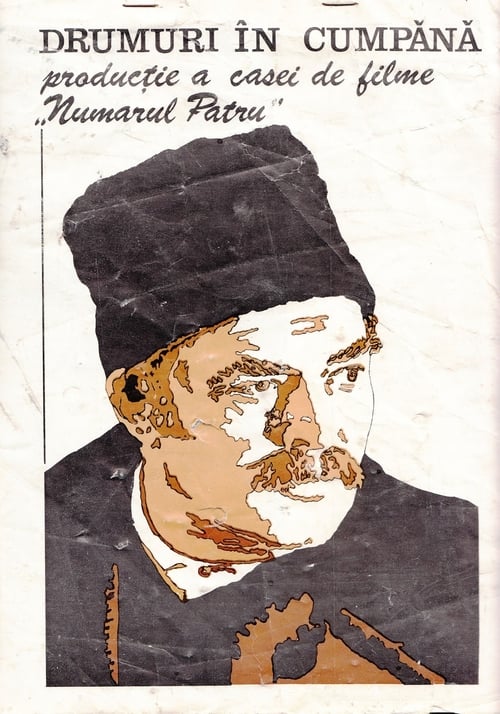 DRUMURI ÎN CUMPĂNĂ
producție a casei de filme
„Numarul Patru”